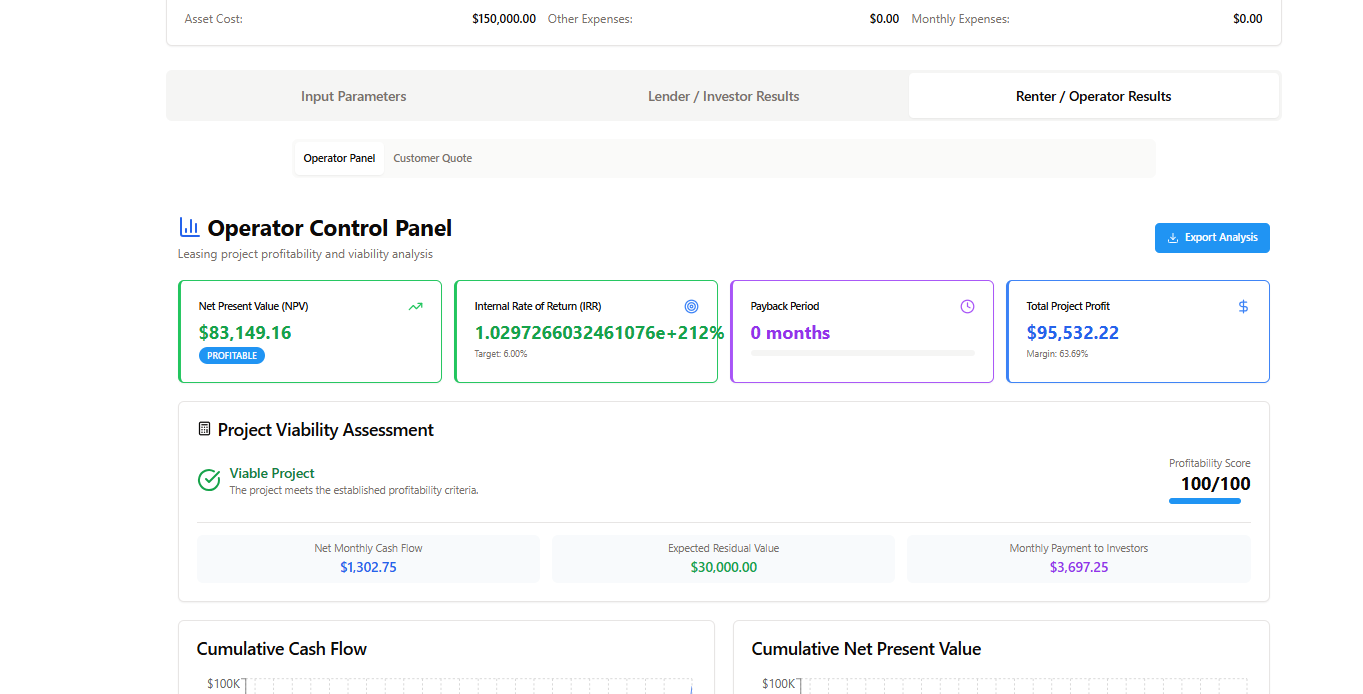 Asset Cost: $150,000.00 Other Expenses: $0.00 Monthly Expenses: $0.00
Input Parameters Lender / Investor Results Renter / Operator Results
Operator Panel Customer Quote
Operator Control Panel
Leasing project profitability and viability analysis
Export Analysis
Net Present Value (NPV)
$83,149.16
PROFITABLE
Internal Rate of Return (IRR)
1.0297266032461076e+212%
Target: 6.00%
Payback Period
0 months
Total Project Profit
$95,532.22
Margin: 63.69%
Project Viability Assessment
Viable Project
The project meets the established profitability criteria.
Profitability Score
100/100
Net Monthly Cash Flow
$1,302.75
Expected Residual Value
$30,000.00
Monthly Payment to Investors
$3,697.25
Cumulative Cash Flow
$100K
Cumulative Net Present Value
$100K